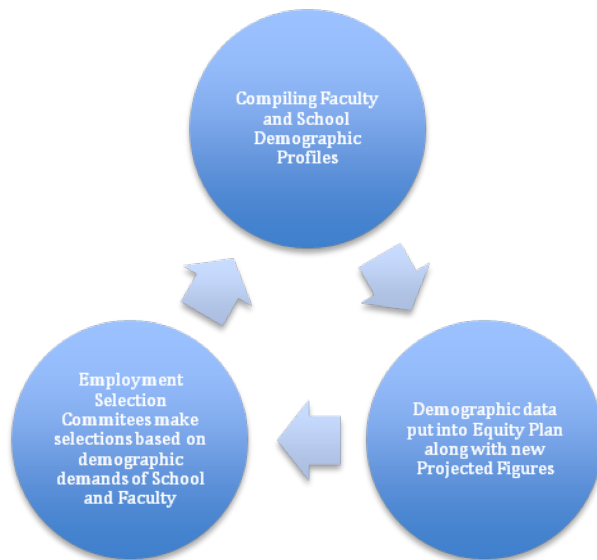 Compiling Faculty
and School
Demographic
Profiles
Demographic data
put into Equity Plan
along with new
Projected Figures
Employment
Selection
Commitees make
selections based on
demographic
demands of School
and Faculty